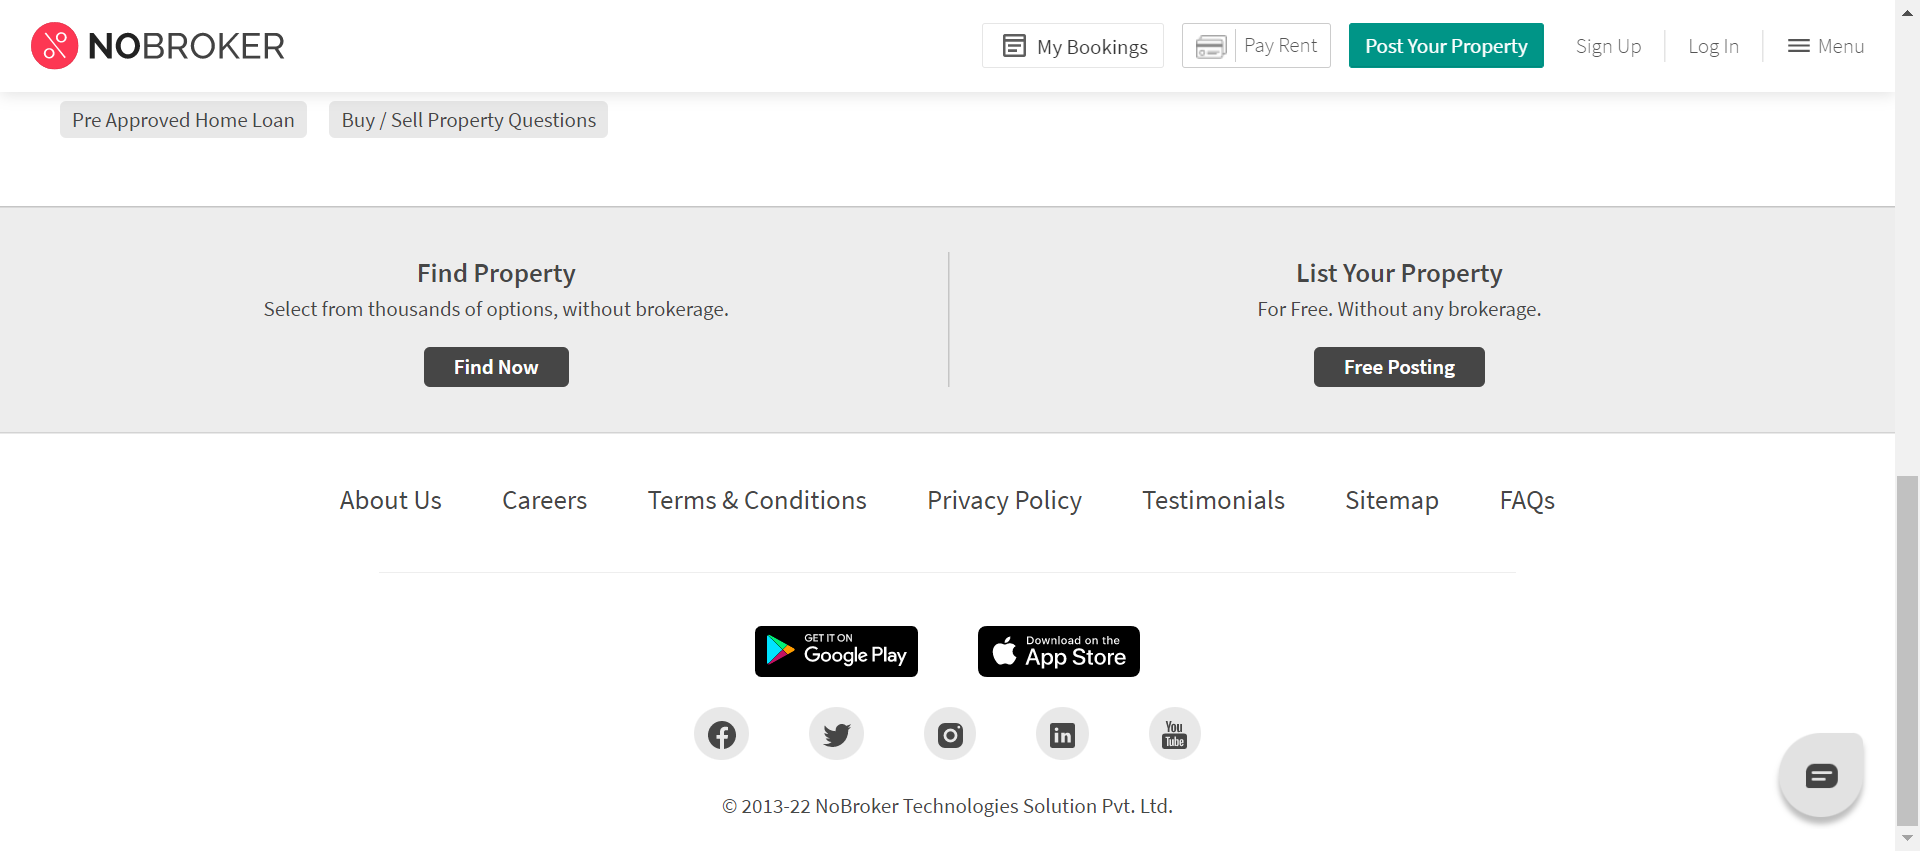 NOBROKER
My Bookings
Pay Rent
Post Your Property
Sign Up
Log In
Menu
Pre Approved Home Loan
Buy / Sell Property Questions
Find Property
Select from thousands of options, without brokerage.
Find Now
List Your Property
For Free. Without any brokerage.
Free Posting
About Us
Careers
Terms & Conditions
Privacy Policy
Testimonials
Sitemap
FAQs
GET IT ON
Google Play
Download on the
App Store
in
You
Tube
© 2013-22 NoBroker Technologies Solution Pvt. Ltd.